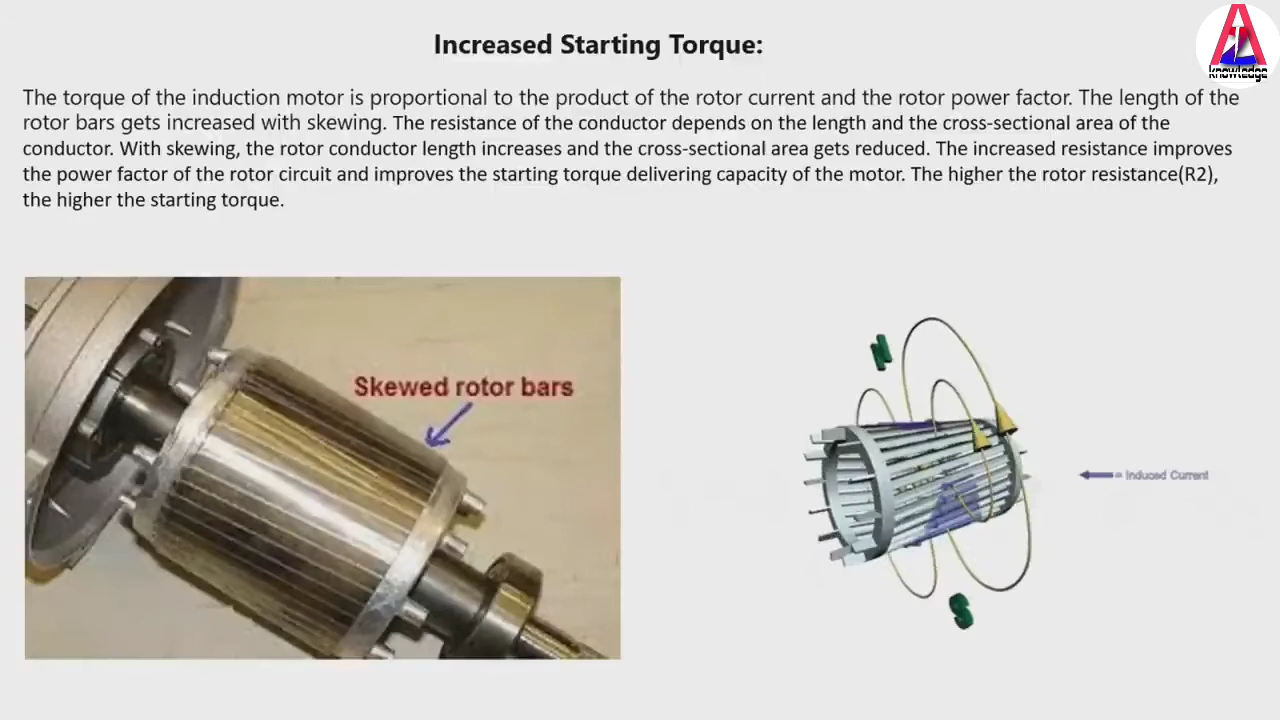 Increased Starting Torque:
knowledge
The torque of the induction motor is proportional to the product of the rotor current and the rotor power factor. The length of the
rotor bars gets increased with skewing. The resistance of the conductor depends on the length and the cross-sectional area of the
conductor. With skewing, the rotor conductor length increases and the cross-sectional area gets reduced. The increased resistance improves
the power factor of the rotor circuit and improves the starting torque delivering capacity of the motor. The higher the rotor resistance(R2),
the higher the starting torque.
Skewed rotor bars
N
= Induced Current
S